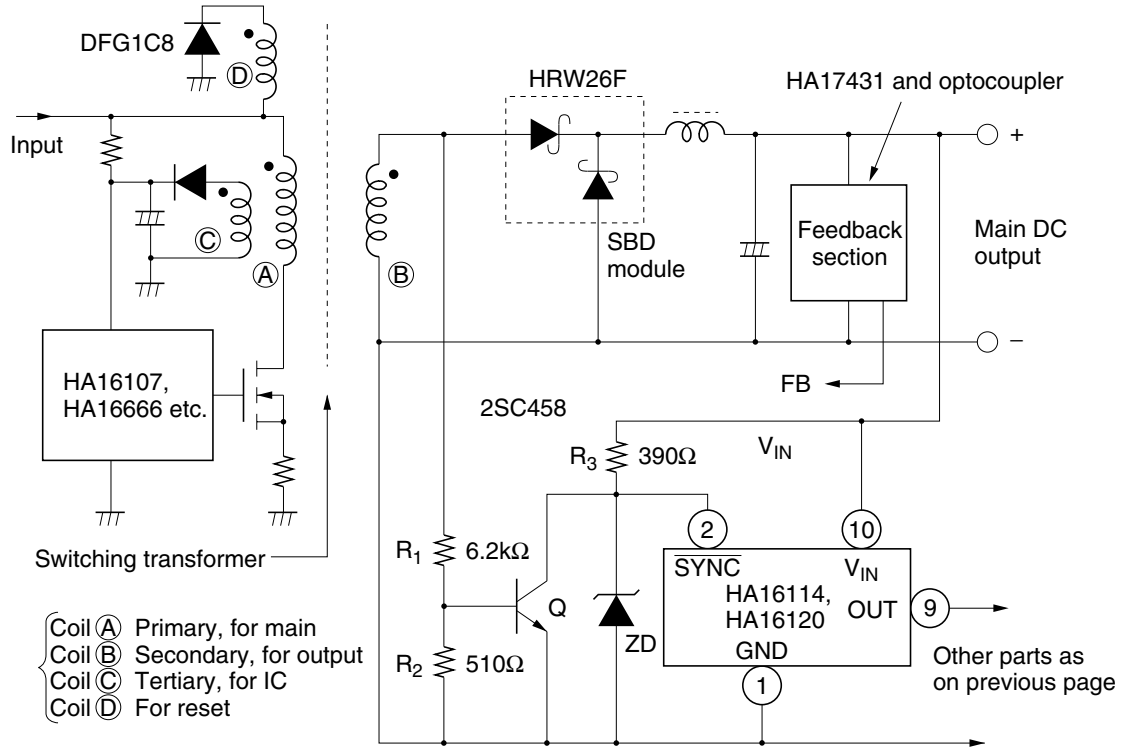 DFG1C8
D
HRW26F
HA17431 and optocoupler
Input
+
C
A
B
SBD
module
Feedback
section
Main DC
output
−
HA16107,
HA16666 etc.
FB
2SC458
R3 390Ω
VIN
2
10
Switching transformer
R1 6.2kΩ
SYNC
VIN
HA16114,
HA16120
OUT
9
Q
ZD
GND
Coil A Primary, for main
Coil B Secondary, for output
Coil C Tertiary, for IC
Coil D For reset
R2 510Ω
1
Other parts as
on previous page